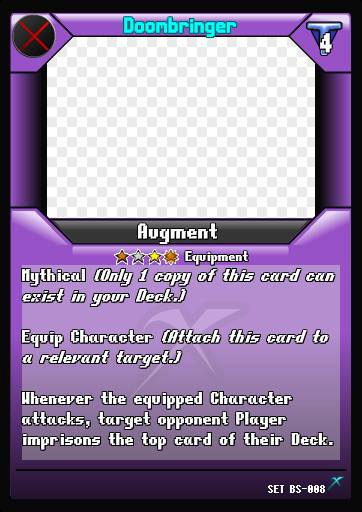 Doombringer
4
Augment
Equipment
Mythical (Only 1 copy of this card can
exist in your Deck.)
Equip Character (Attach this card to
a relevant target.)
Whenever the equipped Character
attacks, target opponent Player
imprisons the top card of their Deck.
SET BS-008